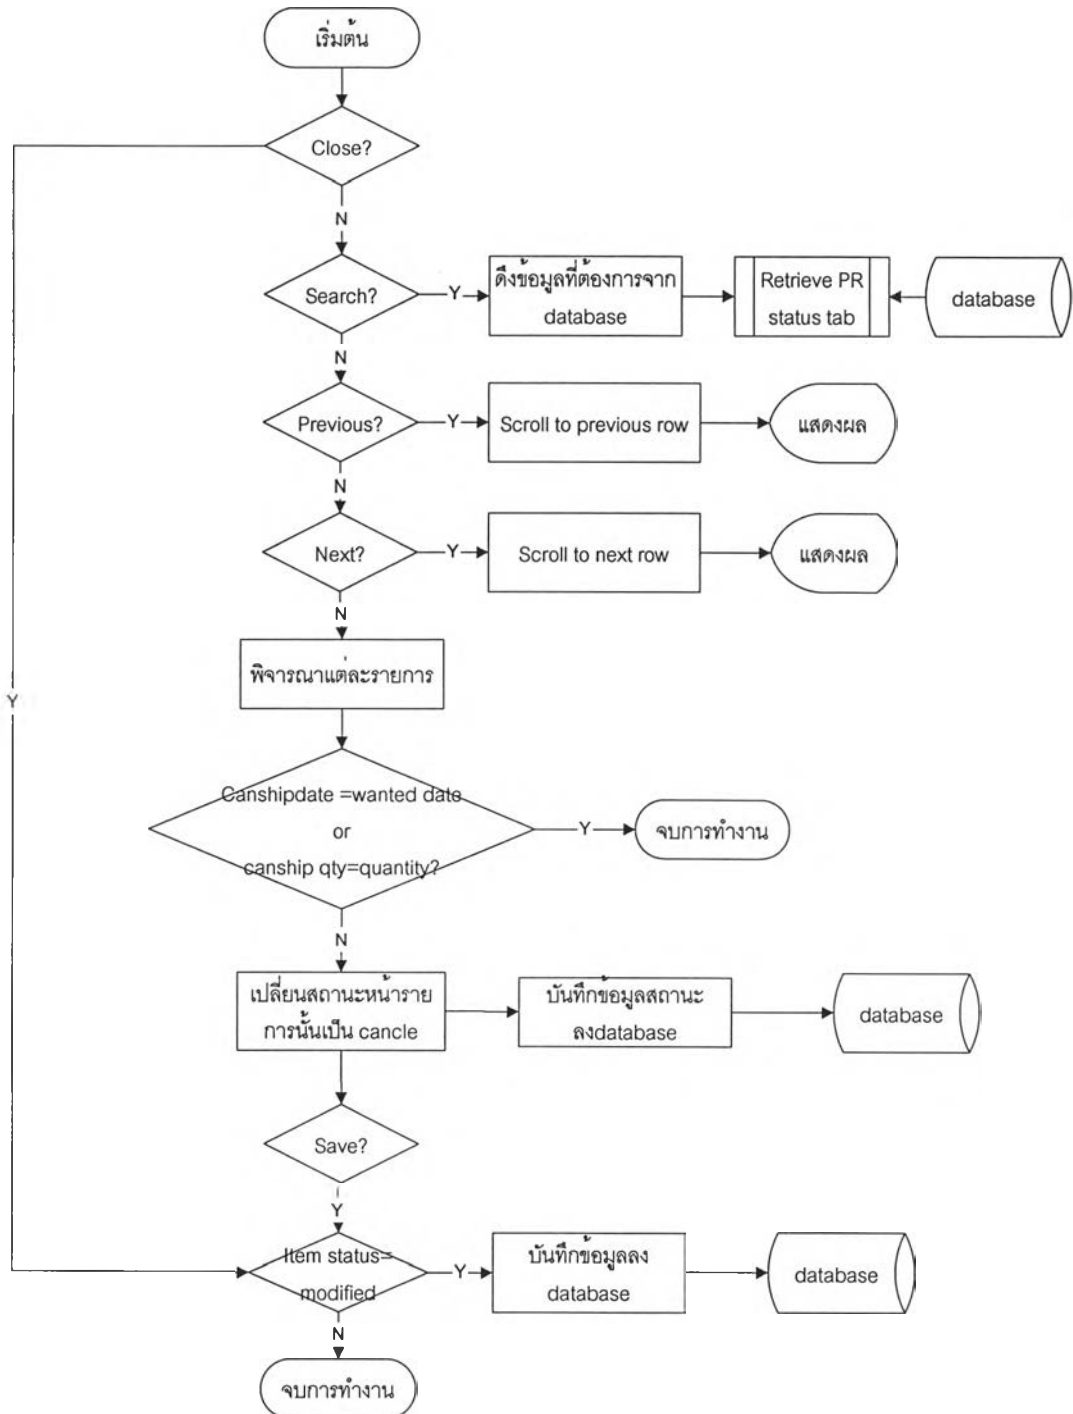 เริ่มต้น
Close?
N
Search?
Y
ดึงข้อมูลที่ต้องการจาก
database
Retrieve PR
status tab
database
N
Previous?
Y
Scroll to previous row
แสดงผล
N
Next?
Y
Scroll to next row
แสดงผล
N
พิจารณาแต่ละรายการ
Y
Canshipdate =wanted date
or
canship qty=quantity?
Y
จบการทำงาน
N
เปลี่ยนสถานะหน้าราย
การนั้นเป็น cancle
บันทึกข้อมูลสถานะ
ลงdatabase
database
Save?
Y
Item status=
modified
Y
บันทึกข้อมูลลง
database
database
N
จบการทำงาน